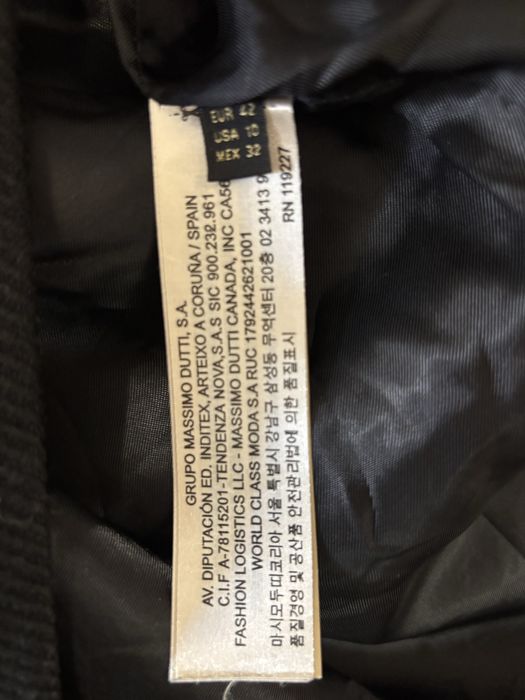 EUR 42
USA 10
MEX 32
GRUPO MASSIMO DUTTI, S.A.
AV. DIPUTACIÓN ED. INDITEX, ARTEIXO A CORUÑA / SPAIN
C.I.F A-78115201-TENDENZA NOVA,S.A.S SIC 900.232.961
FASHION LOGISTICS LLC - MASSIMO DUTTI CANADA, INC CA56
WORLD CLASS MODA S.A RUC 1792442621001
마시모두띠코리아 서울 특별시 강남구 삼성동 무역센터 20층 02 3413 9
품질경영 및 공산품 안전관리법에 의한 품질표시
RN 119227